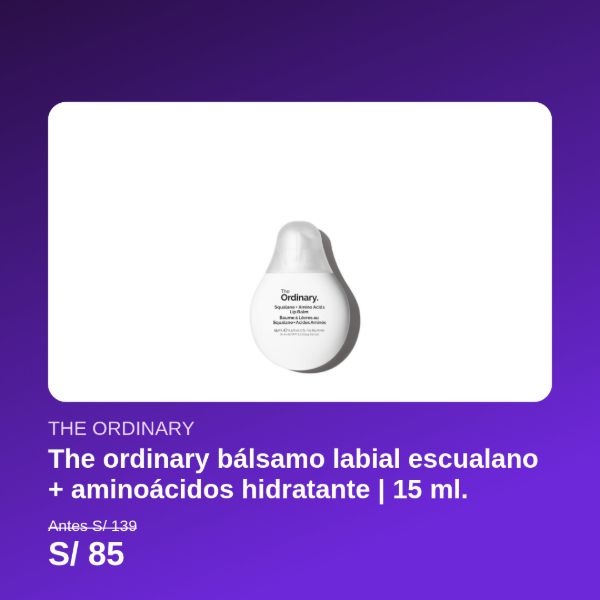 The
Ordinary.
Squalane + Amino Acids
Lip Balm
Baume à Lèvres au
Squalane + Acides Aminés
THE ORDINARY
The ordinary bálsamo labial escualano
+ aminoácidos hidratante | 15 ml.
Antes S/ 139
S/ 85